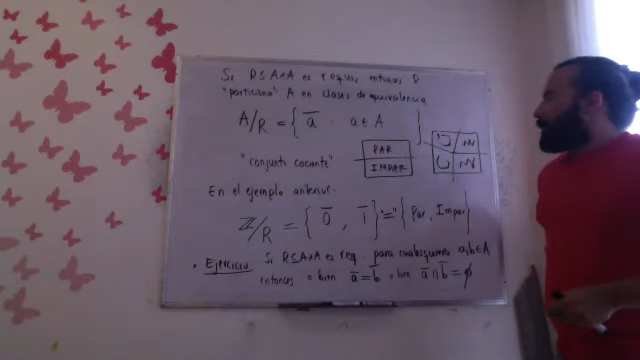 Si R⊆A×A es r.equiv, entonces R
"particiona" A en clases de equivalencia
A/R = { a̅ : a ∈ A }
"conjunto cociente"
PAR
IMPAR
En el ejemplo anterior.
ℤ/R = { 0̅ , 1̅ } "=" { Par, Impar }
• Ejercicio Si R⊆A×A es req. para cualesquiera a,b∈A
entonces o bien a̅ = b̅ o bien a̅ ∩ b̅ = ∅